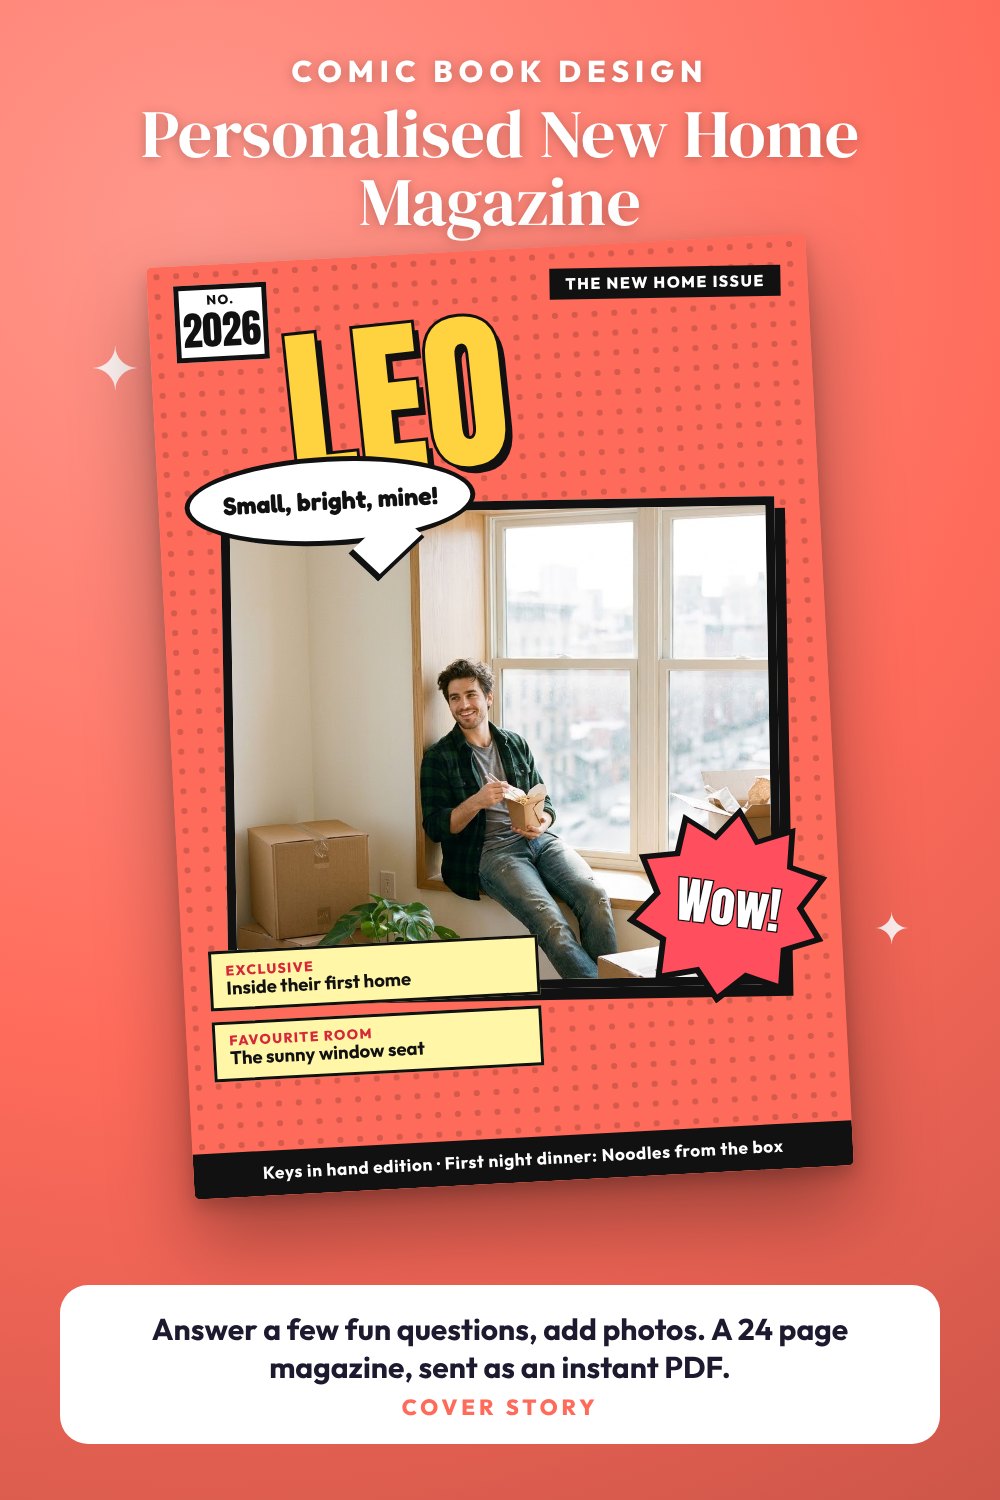 COMIC BOOK DESIGN
Personalised New Home
Magazine
NO.
2026
THE NEW HOME ISSUE
LEO
Small, bright, mine!
Wow!
EXCLUSIVE
Inside their first home
FAVOURITE ROOM
The sunny window seat
Keys in hand edition · First night dinner: Noodles from the box
Answer a few fun questions, add photos. A 24 page
magazine, sent as an instant PDF.
COVER STORY